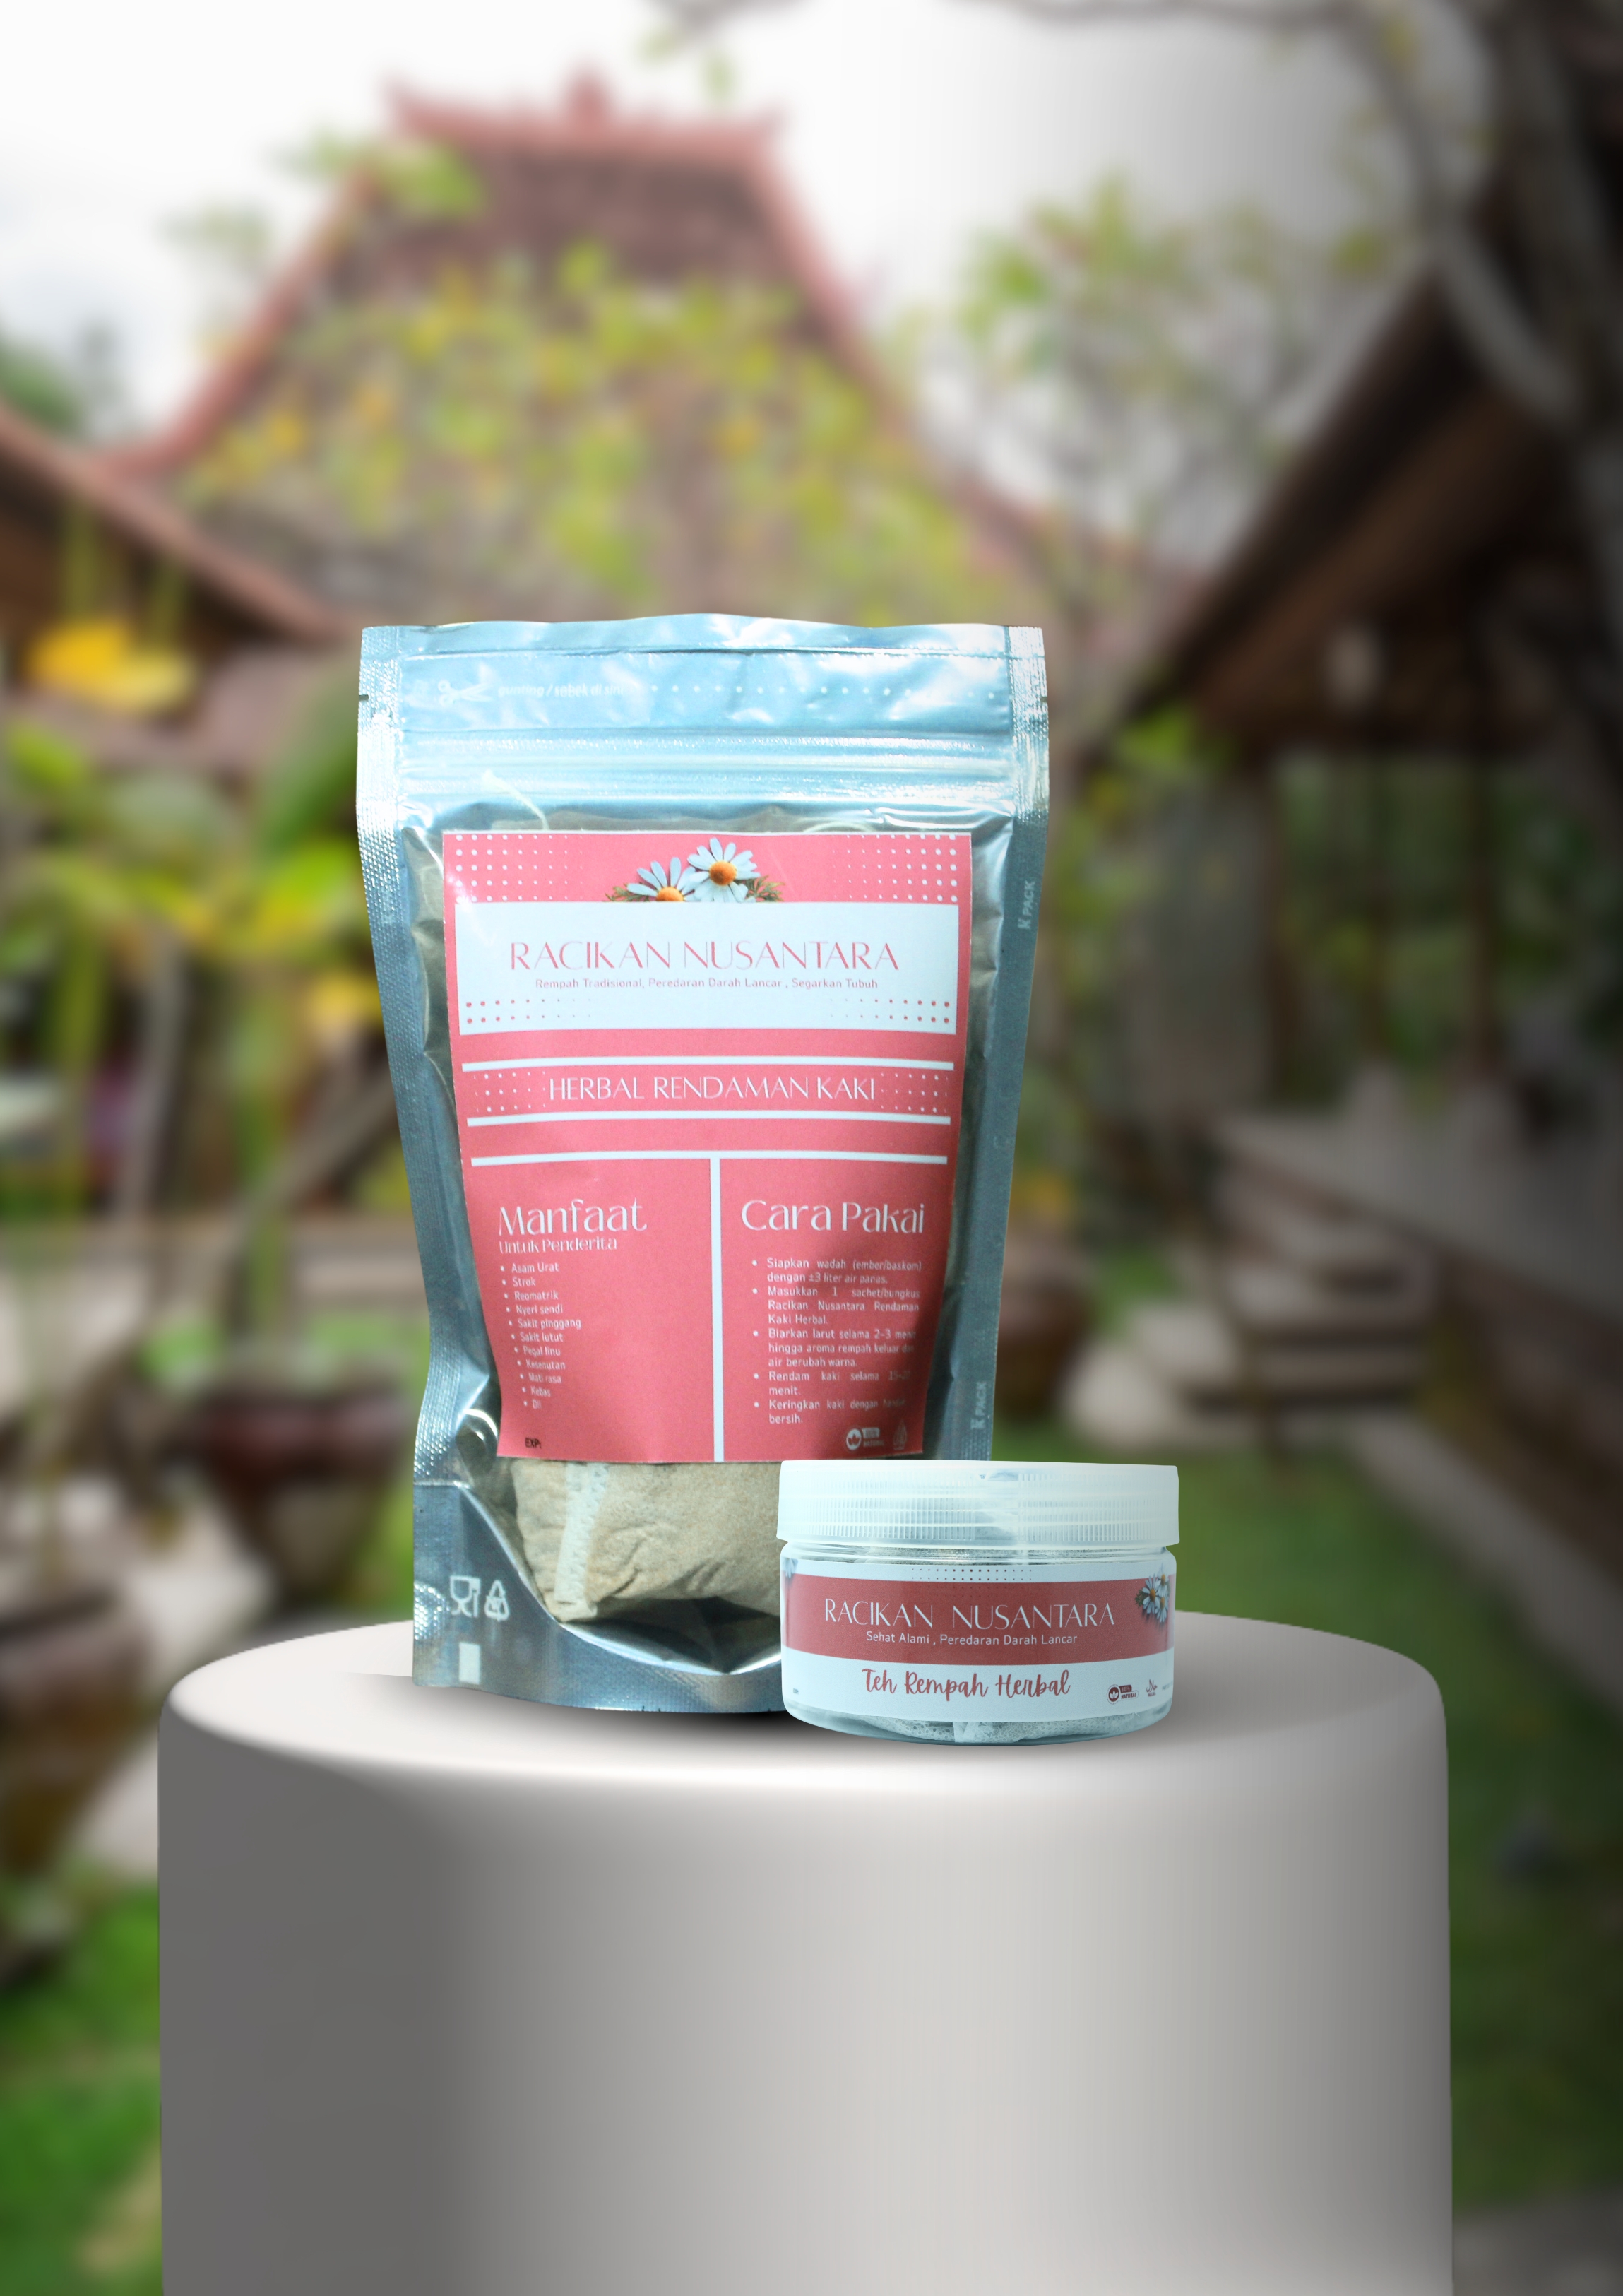 gunting / sobek di sini
K PACK
RACIKAN NUSANTARA
Rempah Tradisional, Peredaran Darah Lancar , Segarkan Tubuh
HERBAL RENDAMAN KAKI
Manfaat
Untuk Penderita
• Asam Urat
• Strok
• Reomatrik
• Nyeri sendi
• Sakit pinggang
• Sakit lutut
• Pegal linu
• Kesemutan
• Mati rasa
• Kebas
• Dll
EXP:
Cara Pakai
• Siapkan wadah (ember/baskom)
dengan ±3 liter air panas.
• Masukkan 1 sachet/bungkus
Racikan Nusantara Rendaman
Kaki Herbal.
• Biarkan larut selama 2-3
hingga aroma rempah keluar
air berubah warna.
• Rendam kaki selama
menit.
• Keringkan kaki dengan
bersih.
K PACK
RACIKAN NUSANTARA
Sehat Alami , Peredaran Darah Lancar
Teh Rempah Herbal
NATURAL